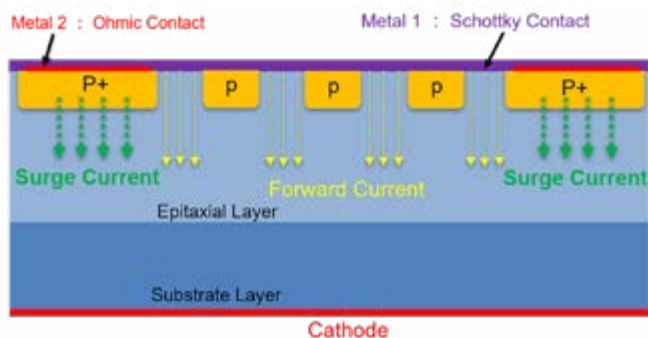 Metal 2 : Ohmic Contact
Metal 1 : Schottky Contact
P+
p
p
p
P+
Surge Current
Forward Current
Surge Current
Epitaxial Layer
Substrate Layer
Cathode